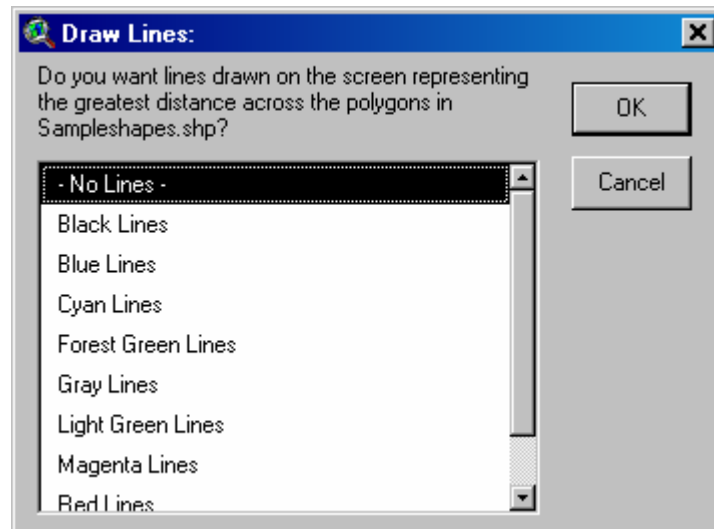 Draw Lines:
Do you want lines drawn on the screen representing
the greatest distance across the polygons in
Sampleshapes.shp?
OK
Cancel
- No Lines -
Black Lines
Blue Lines
Cyan Lines
Forest Green Lines
Gray Lines
Light Green Lines
Magenta Lines
Red Lines